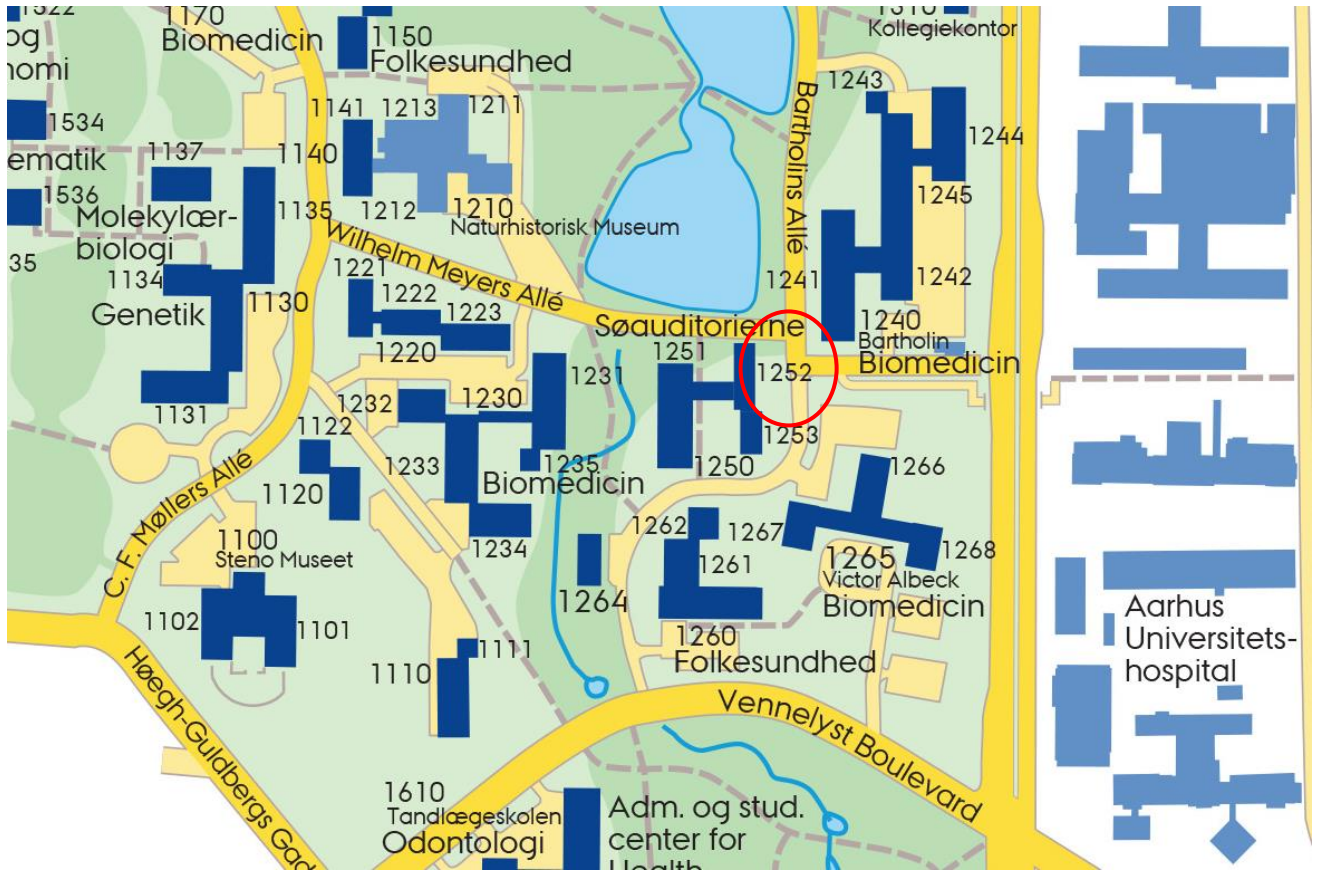 1522
og
nomi
1170
Biomedicin
1150
Folkesundhed
1310
Kollegiekontor
1534
ematik
1536
35
1137
1141
1140
1213
1211
1212
1210
Naturhistorisk Museum
Molekylær-
biologi
1135
1134
1130
Genetik
1131
Wilhelm Meyers Allé
Bartholins Allé
1243
1244
1245
1241
1242
1240
Bartholin
Biomedicin
1221
1222
1223
1220
Søauditorierne
1251
1252
1253
1250
1231
1232
1230
1233
1235
Biomedicin
1234
1122
1120
C. F. Møllers Allé
1100
Steno Museet
1102
1101
1111
1110
1266
1262
1267
1261
1265
1268
Victor Albeck
Biomedicin
1264
1260
Folkesundhed
Aarhus
Universitets-
hospital
Høegh-Guldbergs Gad
Vennelyst Boulevard
1610
Tandlægeskolen
Odontologi
Adm. og stud.
center for
Health